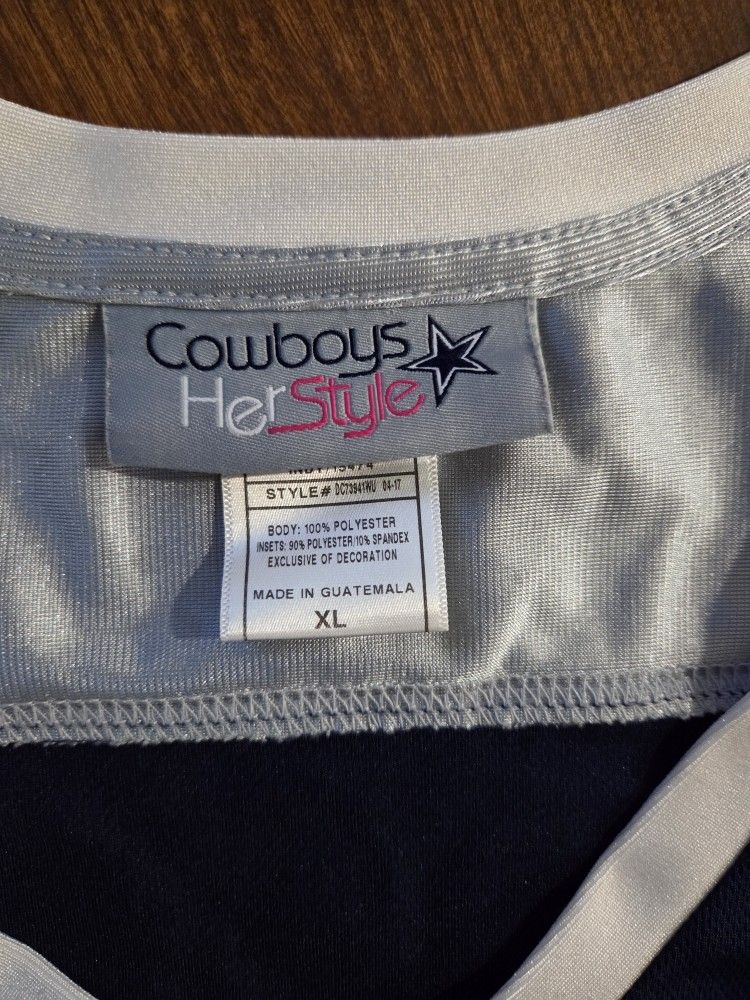 Cowboys
HerStyle
STYLE# DC73941WU 04-17
BODY: 100% POLYESTER
INSETS: 90% POLYESTER/10% SPANDEX
EXCLUSIVE OF DECORATION
MADE IN GUATEMALA
XL